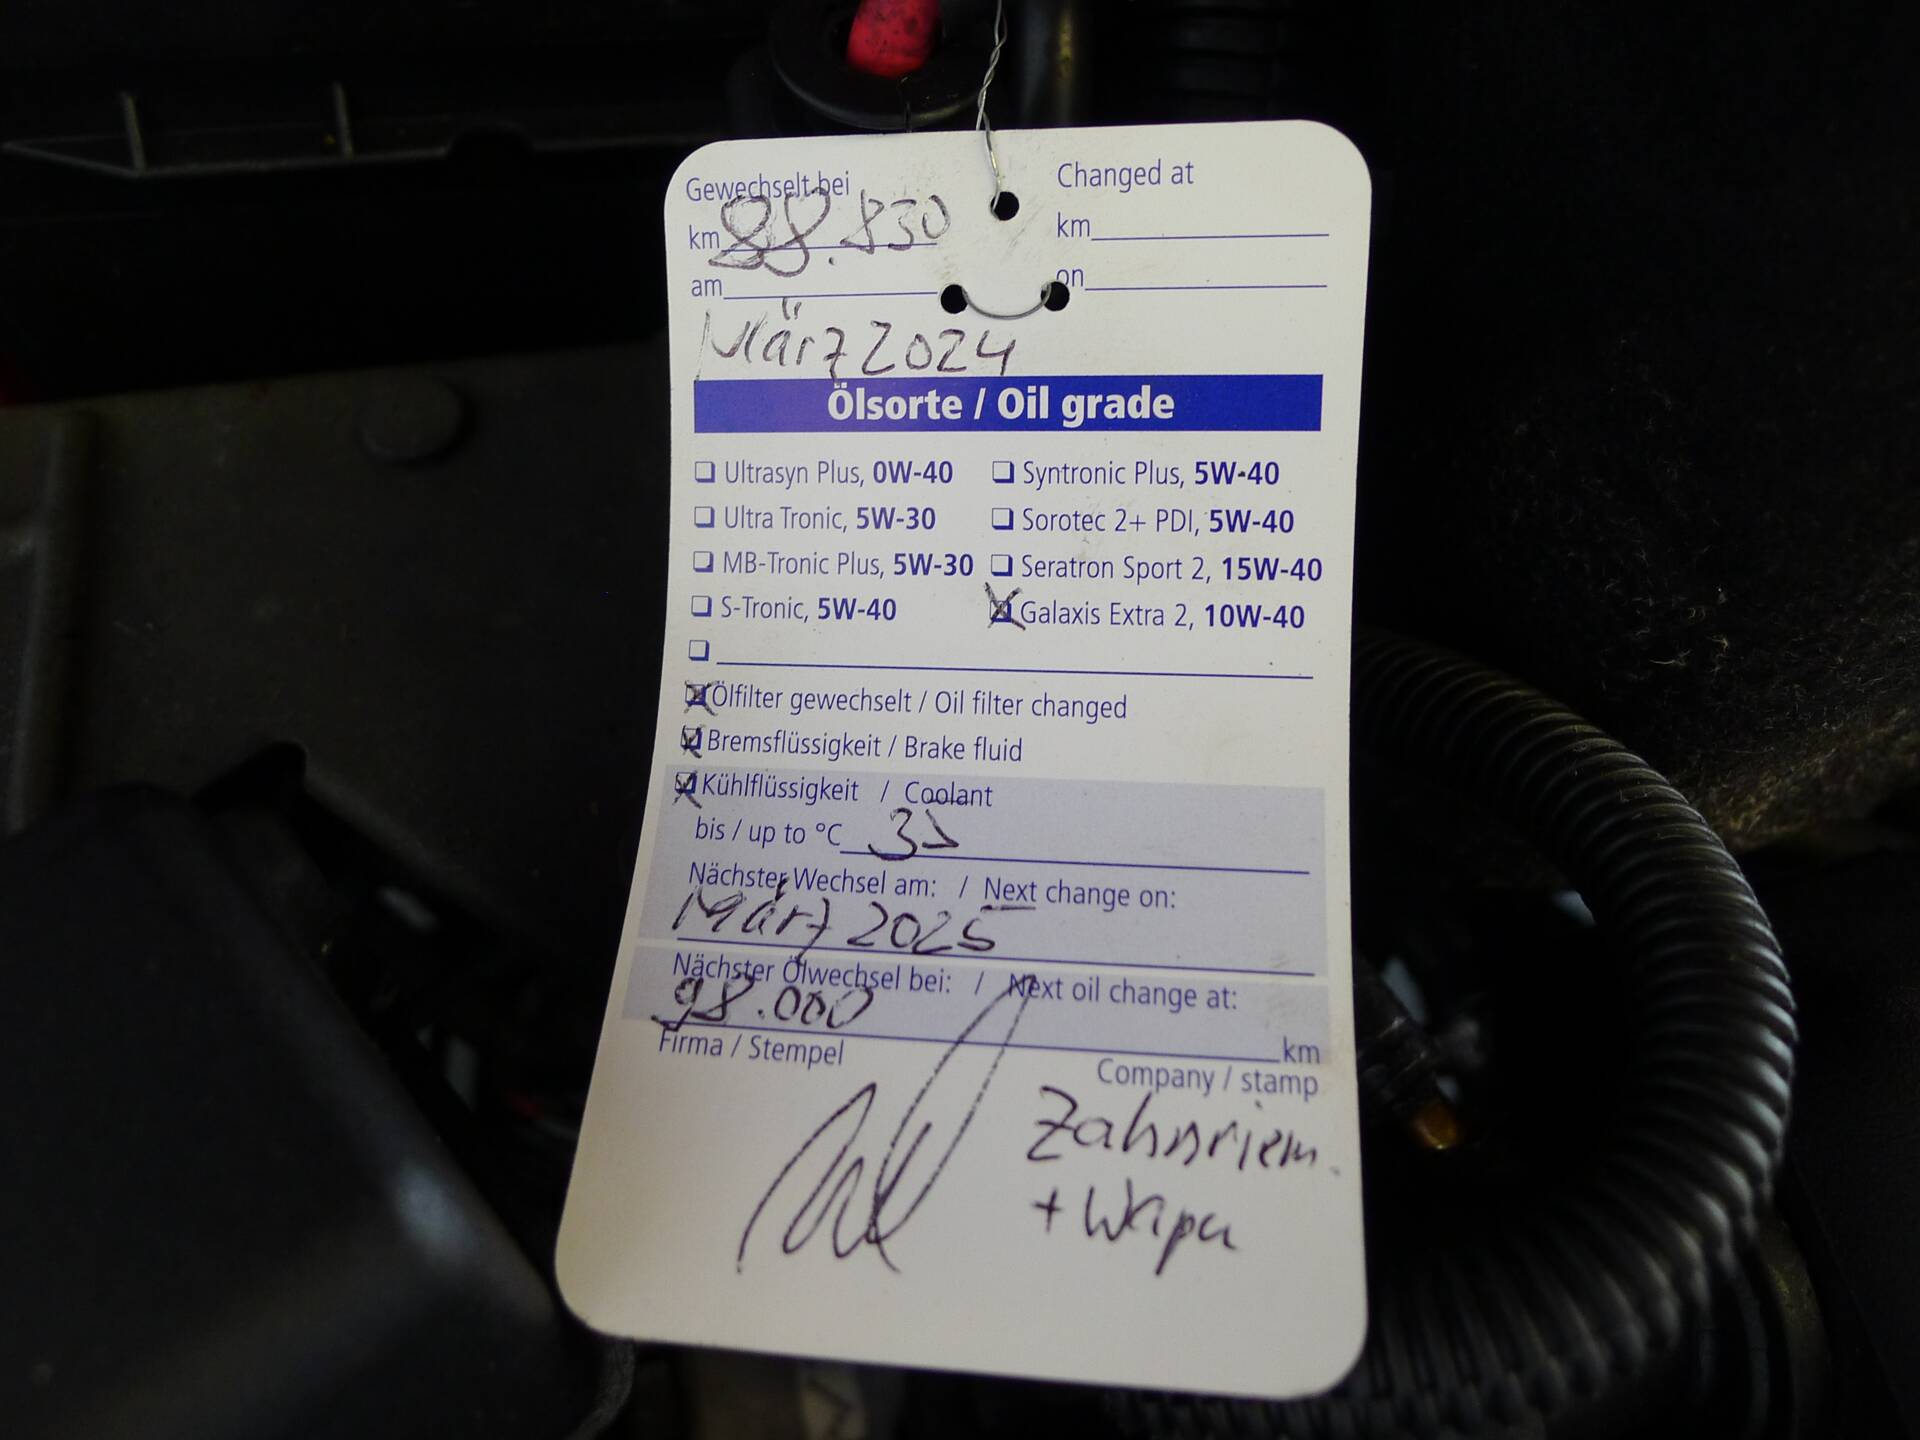 Gewechselt bei
km 88.830
am
März 2024
Changed at
km
on
Ölsorte / Oil grade
Ultrasyn Plus, 0W-40
Syntronic Plus, 5W-40
Ultra Tronic, 5W-30
Sorotec 2+ PDI, 5W-40
MB-Tronic Plus, 5W-30
Seratron Sport 2, 15W-40
S-Tronic, 5W-40
Galaxis Extra 2, 10W-40
Ölfilter gewechselt / Oil filter changed
Bremsflüssigkeit / Brake fluid
Kühlflüssigkeit / Coolant
bis / up to °C
Nächster Wechsel am: / Next change on:
März 2025
Nächster Ölwechsel bei: / Next oil change at:
98.000 km
Firma / Stempel
Company / stamp
Zahnriem.
+ Wapu